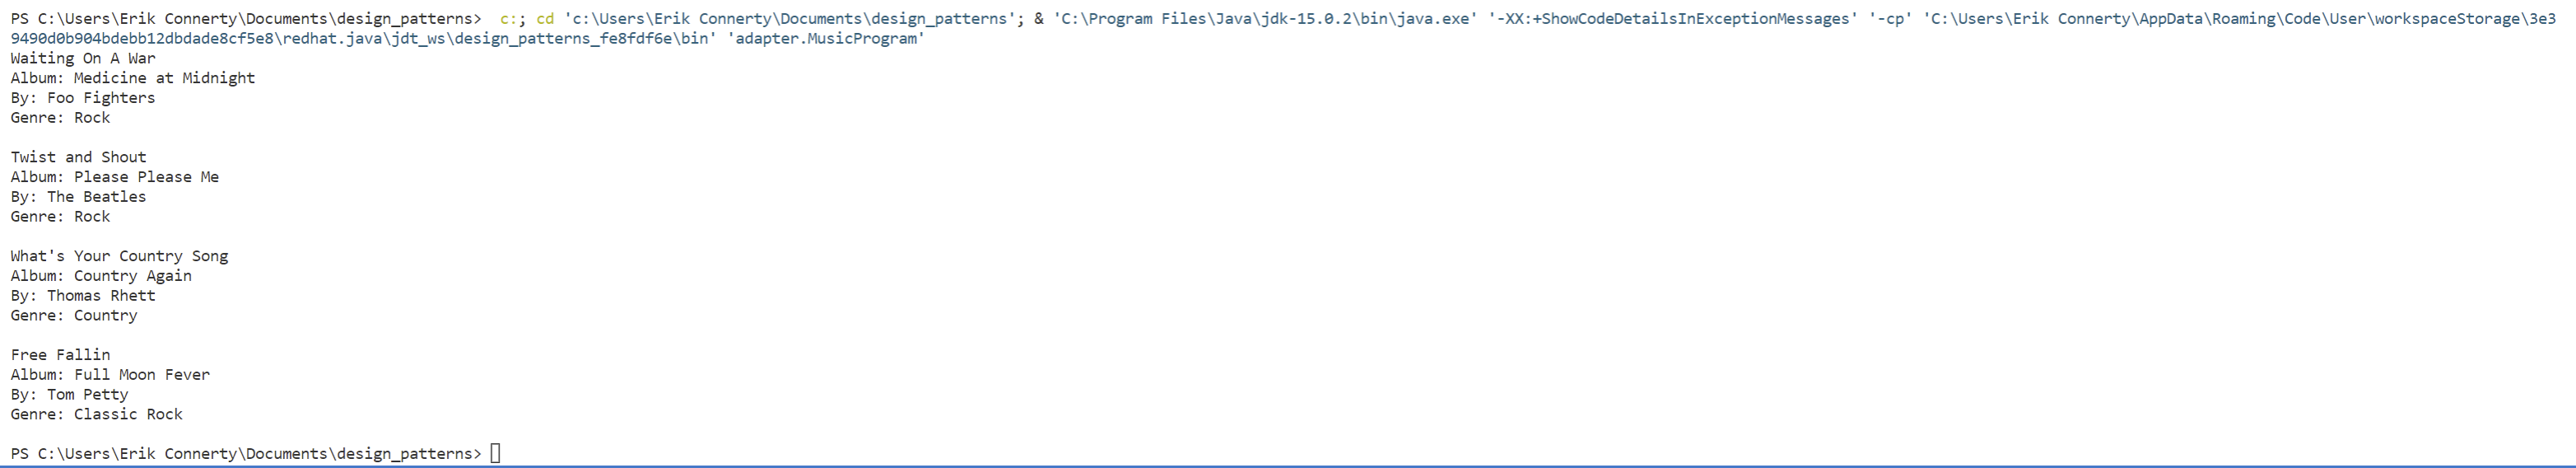 PS C:\Users\Erik Connerty\Documents\design_patterns>  c:; cd 'c:\Users\Erik Connerty\Documents\design_patterns'; & 'C:\Program Files\Java\jdk-15.0.2\bin\java.exe' '-XX:+ShowCodeDetailsInExceptionMessages' '-cp' 'C:\Users\Erik Connerty\AppData\Roaming\Code\User\workspaceStorage\3e3
9490d0b904bdebb12dbdade8cf5e8\redhat.java\jdt_ws\design_patterns_fe8fdf6e\bin' 'adapter.MusicProgram'
Waiting On A War
Album: Medicine at Midnight
By: Foo Fighters
Genre: Rock
Twist and Shout
Album: Please Please Me
By: The Beatles
Genre: Rock
What's Your Country Song
Album: Country Again
By: Thomas Rhett
Genre: Country
Free Fallin
Album: Full Moon Fever
By: Tom Petty
Genre: Classic Rock
PS C:\Users\Erik Connerty\Documents\design_patterns>